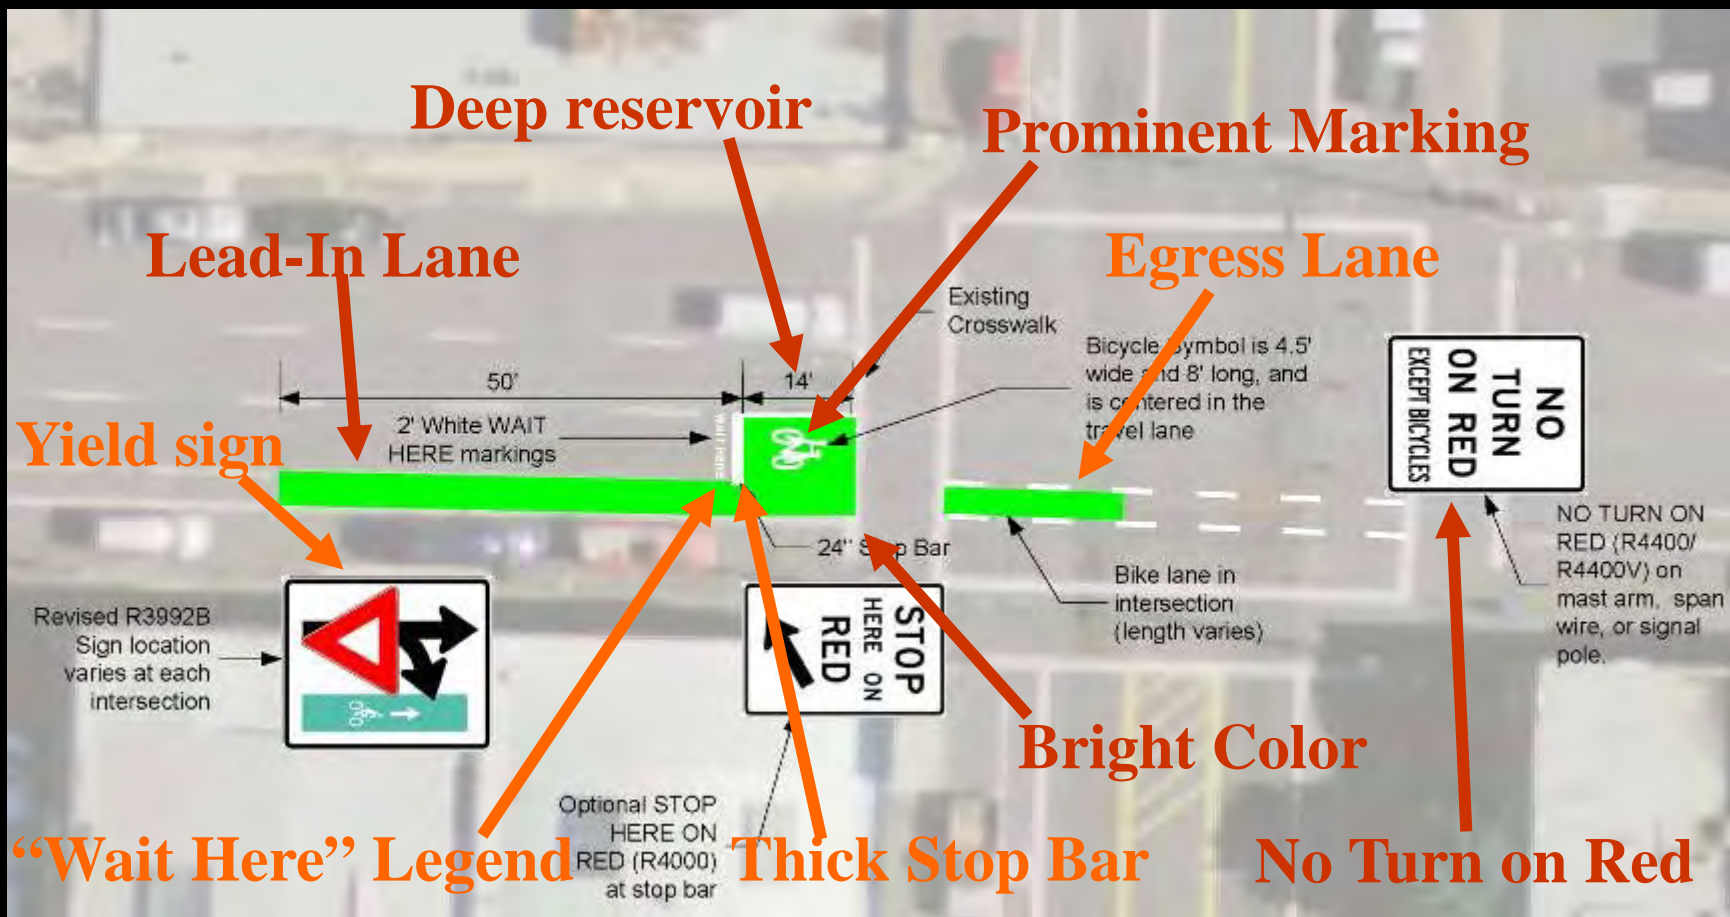 Deep reservoir
Prominent Marking
Lead-In Lane
Egress Lane
Existing
Crosswalk
Bicycle Symbol is 4.5'
wide and 8' long, and
is centered in the
travel lane
50'
14'
2' White WAIT
HERE markings
WAIT HERE
Yield sign
NO
TURN
ON RED
EXCEPT BICYCLES
NO TURN ON
RED (R4400/
R4400V) on
mast arm, span
wire, or signal
pole.
24" Stop Bar
Bike lane in
intersection
(length varies)
Revised R3992B
Sign location
varies at each
intersection
STOP
HERE ON
RED
Bright Color
Optional STOP
HERE ON
RED (R4000)
at stop bar
“Wait Here” Legend
Thick Stop Bar
No Turn on Red